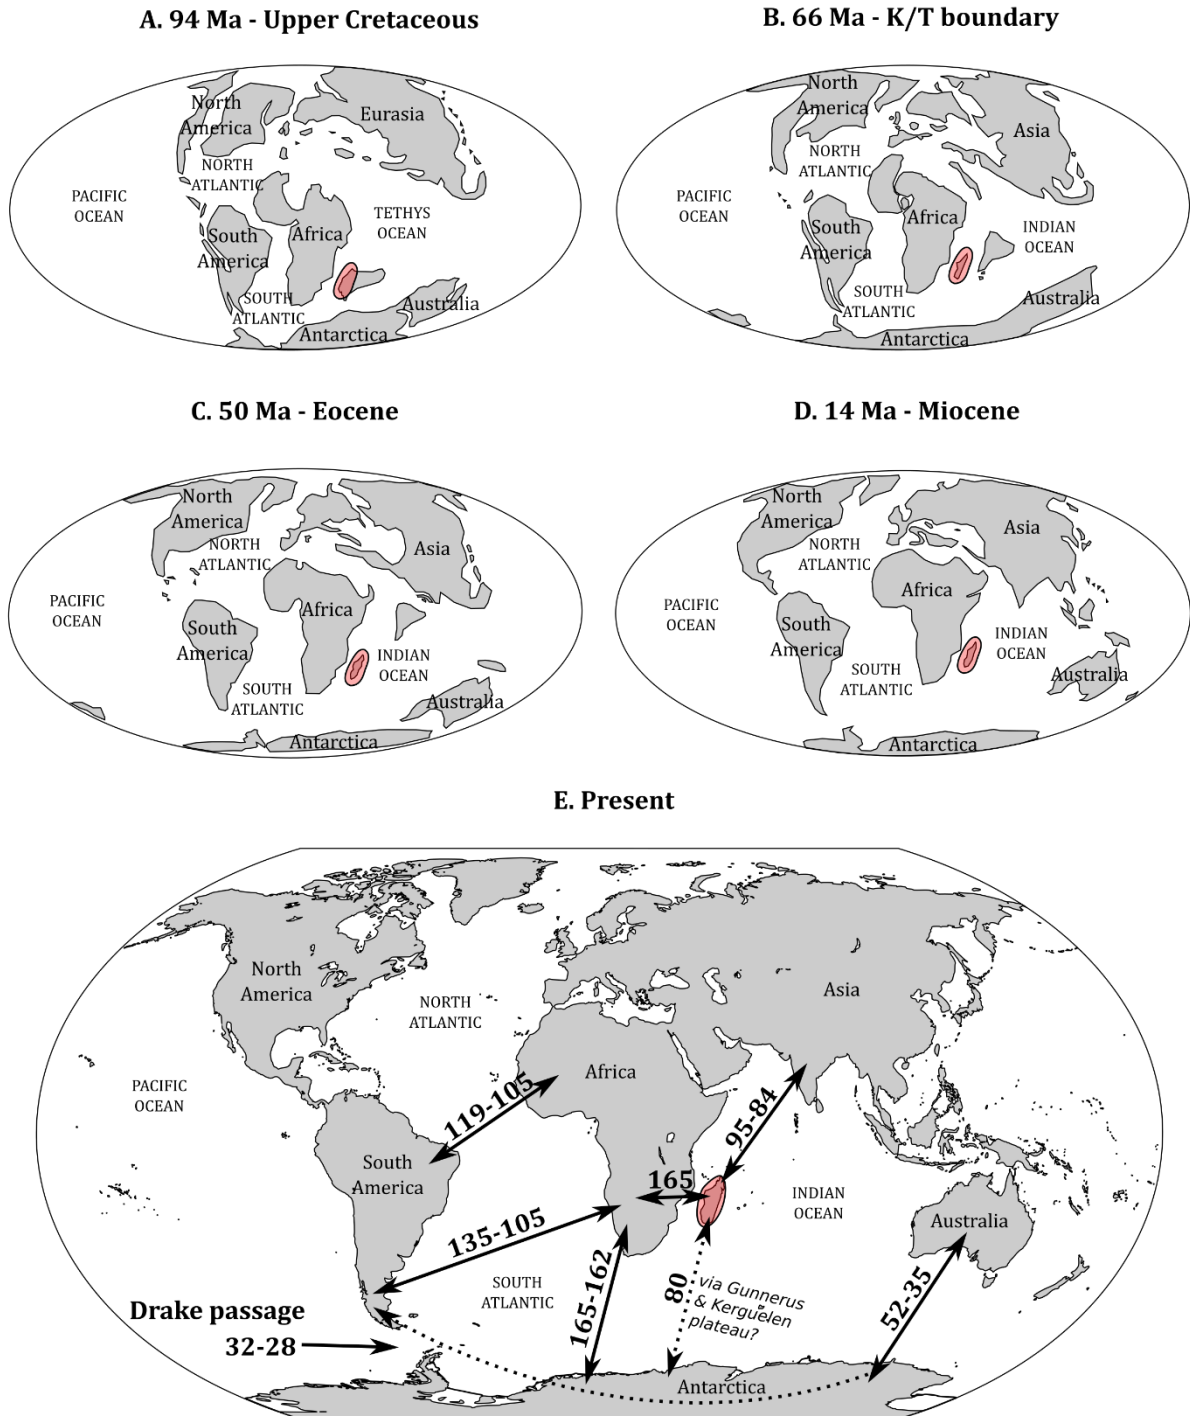 A. 94 Ma - Upper Cretaceous
North
America
Eurasia
NORTH
ATLANTIC
PACIFIC
OCEAN
TETHYS
OCEAN
South
America
Africa
SOUTH
ATLANTIC
Australia
Antarctica
B. 66 Ma - K/T boundary
North
America
Asia
NORTH
ATLANTIC
PACIFIC
OCEAN
Africa
INDIAN
OCEAN
South
America
SOUTH
ATLANTIC
Australia
Antarctica
C. 50 Ma - Eocene
North
America
NORTH
ATLANTIC
Asia
PACIFIC
OCEAN
Africa
South
America
INDIAN
OCEAN
SOUTH
ATLANTIC
Australia
Antarctica
D. 14 Ma - Miocene
North
America
Asia
NORTH
ATLANTIC
Africa
PACIFIC
OCEAN
South
America
INDIAN
OCEAN
SOUTH
ATLANTIC
Australia
Antarctica
E. Present
North
America
Asia
NORTH
ATLANTIC
PACIFIC
OCEAN
Africa
119-105
95-84
South
America
165
INDIAN
OCEAN
Australia
135-105
SOUTH
ATLANTIC
165-162
80
via Gunnerus
& Kerguelen
plateau?
52-35
Drake passage
32-28
Antarctica